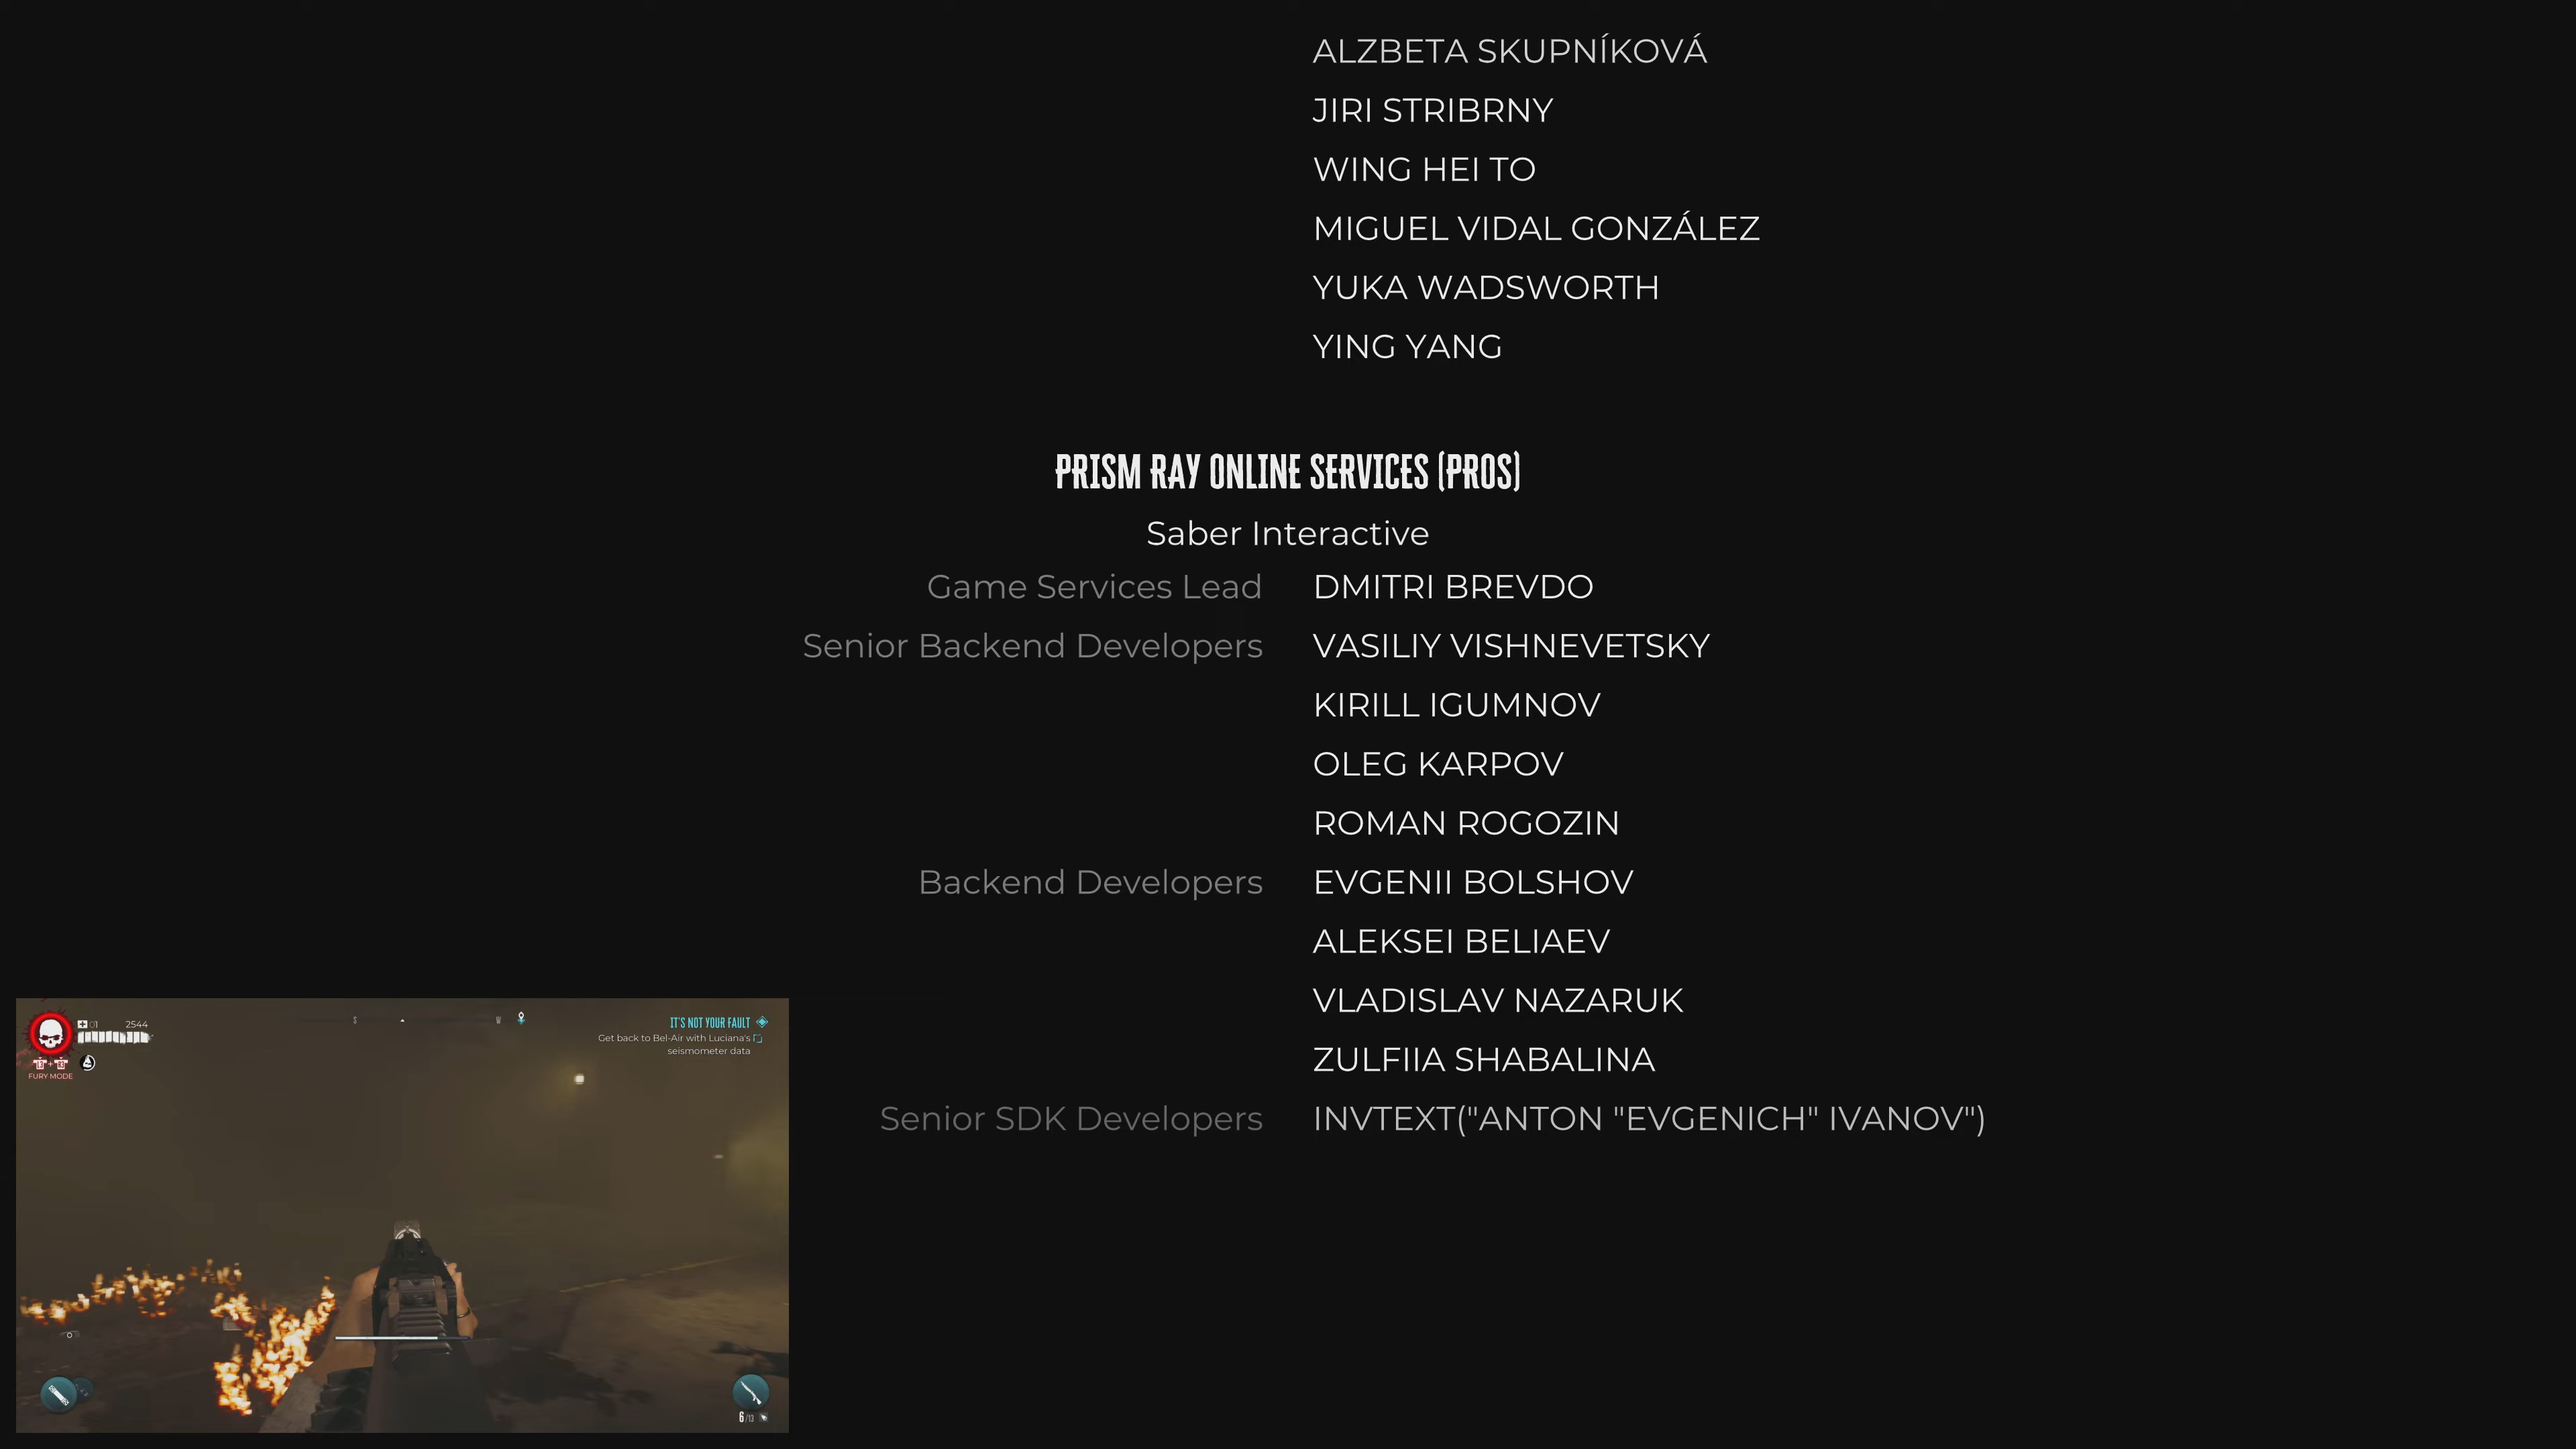 ALZBETA SKUPNÍKOVÁ
JIRI STRIBRNY
WING HEI TO
MIGUEL VIDAL GONZÁLEZ
YUKA WADSWORTH
YING YANG
PRISM RAY ONLINE SERVICES (PROS)
Saber Interactive
Game Services Lead DMITRI BREVDO
Senior Backend Developers VASILIY VISHNEVETSKY
KIRILL IGUMNOV
OLEG KARPOV
ROMAN ROGOZIN
Backend Developers EVGENII BOLSHOV
ALEKSEI BELIAEV
VLADISLAV NAZARUK
ZULFIIA SHABALINA
Senior SDK Developers INVTEXT("ANTON "EVGENICH" IVANOV")
01 2544
FURY MODE
S
W
IT'S NOT YOUR FAULT
Get back to Bel-Air with Luciana's
seismometer data
6/13